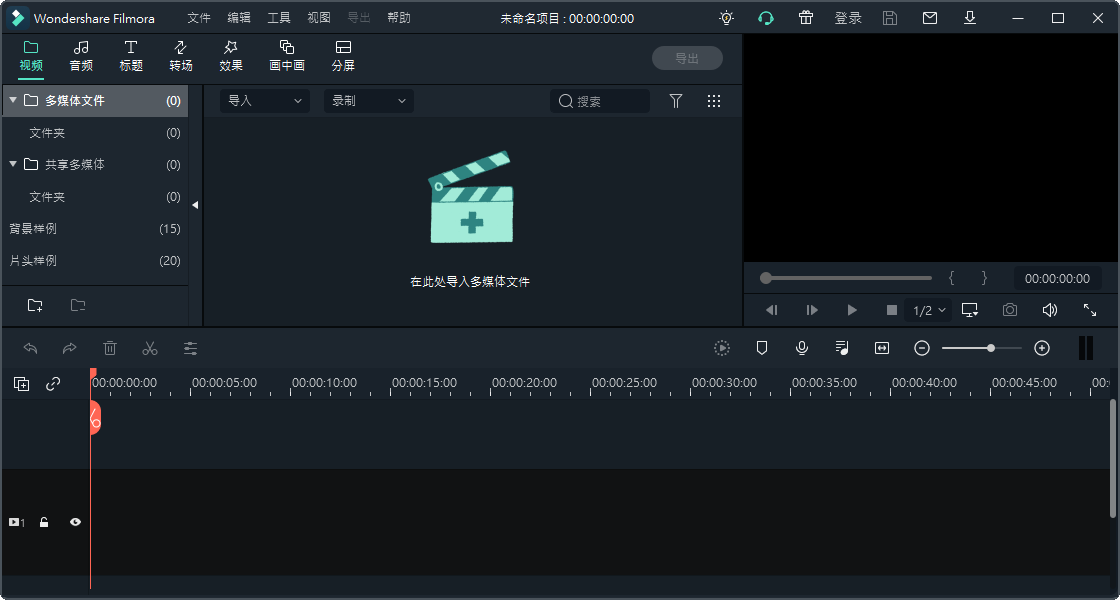 Wondershare Filmora 文件 编辑 工具 视图 导出 帮助 未命名项目 : 00:00:00:00 登录
视频 音频 标题 转场 效果 画中画 分屏 导出
多媒体文件 (0)
文件夹 (0)
共享多媒体 (0)
文件夹 (0)
背景样例 (15)
片头样例 (20)
导入 录制 搜索
在此处导入多媒体文件
{ } 00:00:00:00
1/2
00:00:00:00 00:00:05:00 00:00:10:00 00:00:15:00 00:00:20:00 00:00:25:00 00:00:30:00 00:00:35:00 00:00:40:00 00:00:45:00 00:0
1